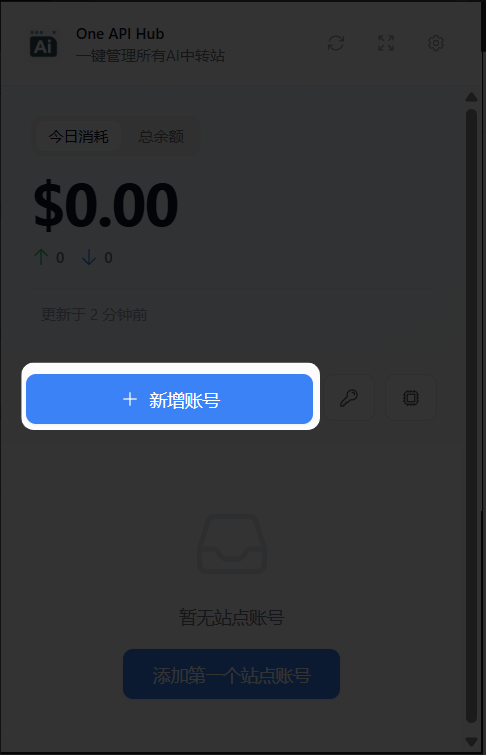 Ai
One API Hub
一键管理所有AI中转站
今日消耗 总余额
$0.00
0 0
更新于 2 分钟前
新增账号
暂无站点账号
添加第一个站点账号